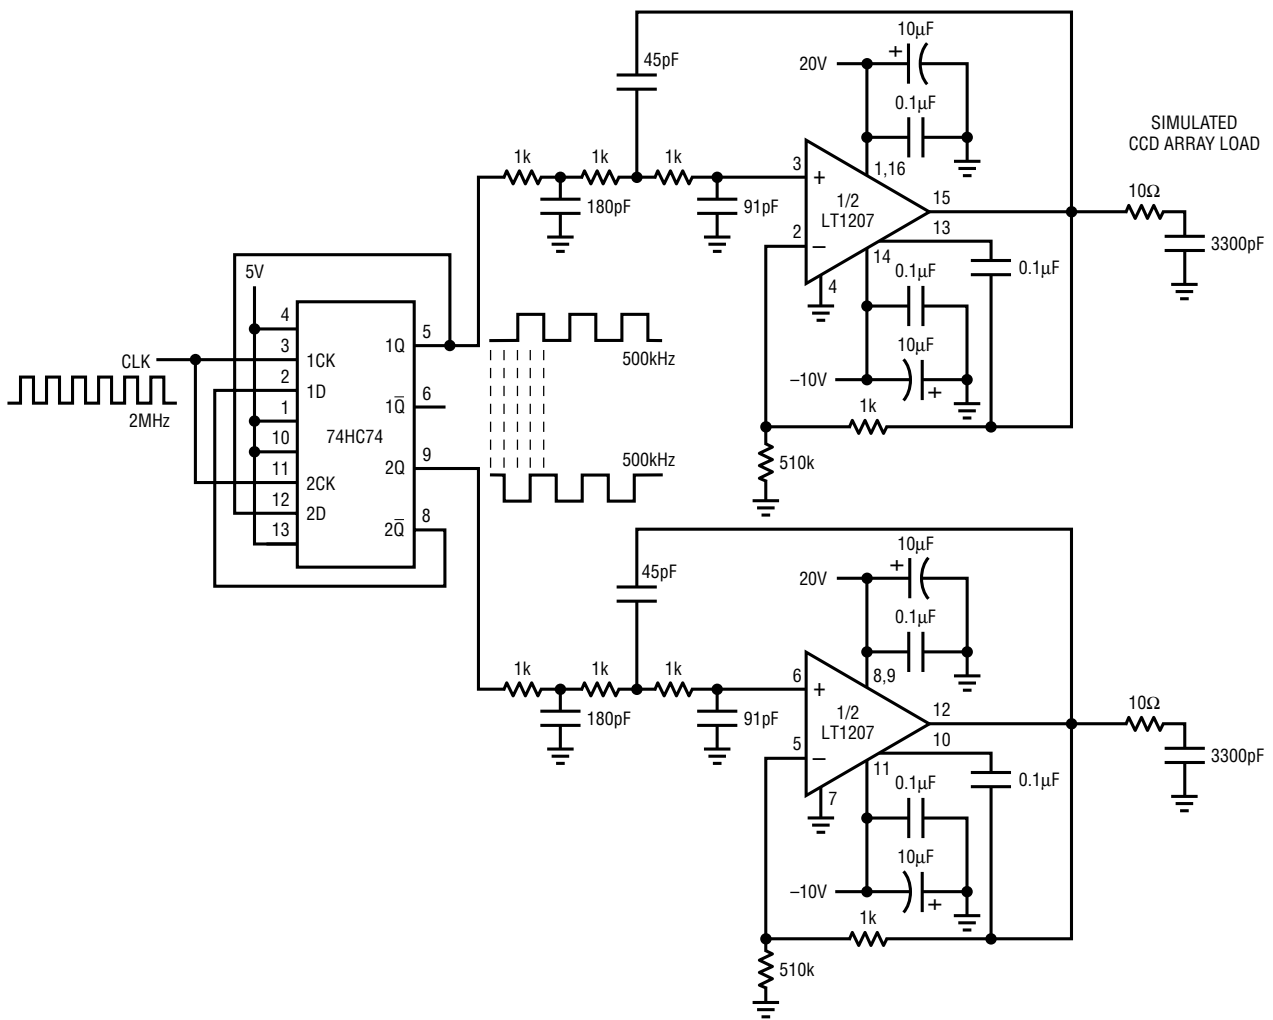 10µF
+
45pF
20V
0.1µF
SIMULATED
CCD ARRAY LOAD
1k
1k
1k
3
+
1,16
180pF
91pF
1/2
LT1207
15
10Ω
2
–
13
3300pF
14
4
0.1µF
0.1µF
5V
4
5
1Q
10µF
–10V
+
500kHz
CLK
3
1CK
2
1D
2MHz
1
6
1Q̅
1k
10
74HC74
9
2Q
500kHz
510k
11
2CK
12
2D
8
2Q̅
13
10µF
+
45pF
20V
0.1µF
1k
1k
1k
6
+
8,9
180pF
91pF
1/2
LT1207
12
10Ω
5
–
10
3300pF
11
7
0.1µF
0.1µF
10µF
–10V
+
1k
510k